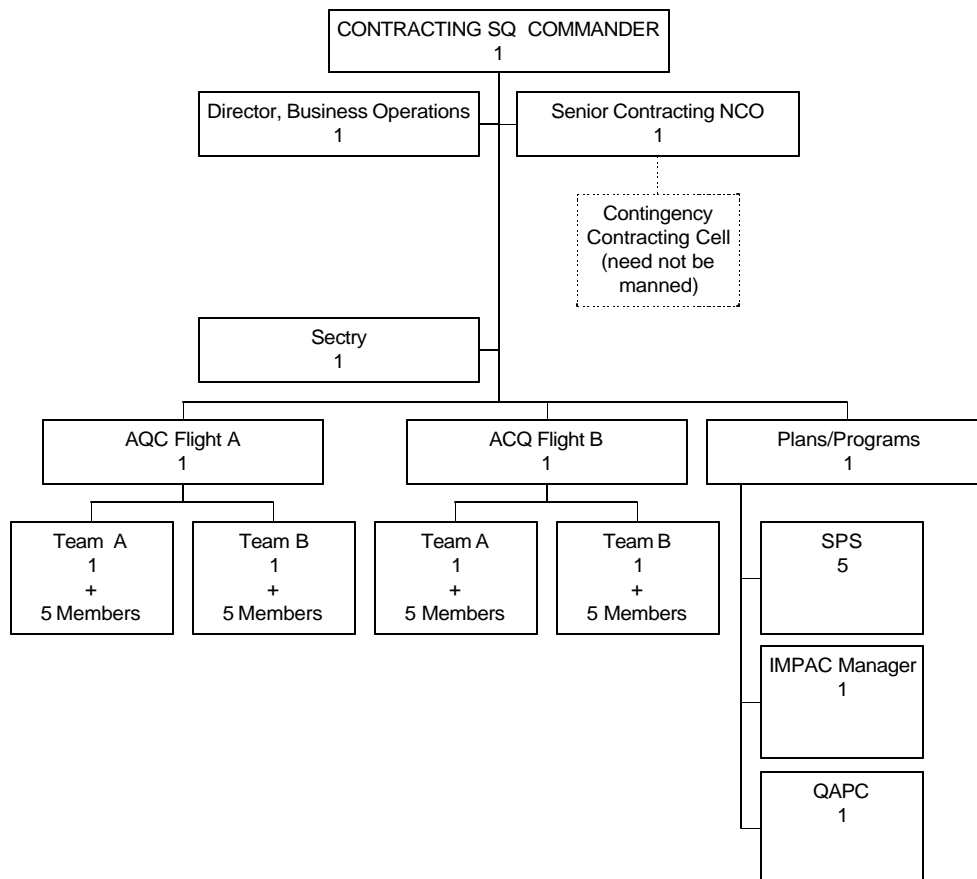 CONTRACTING SQ COMMANDER
1
Director, Business Operations
1
Senior Contracting NCO
1
Contingency
Contracting Cell
(need not be
manned)
Sectry
1
AQC Flight A
1
ACQ Flight B
1
Plans/Programs
1
Team A
1
+
5 Members
Team B
1
+
5 Members
Team A
1
+
5 Members
Team B
1
+
5 Members
SPS
5
IMPAC Manager
1
QAPC
1